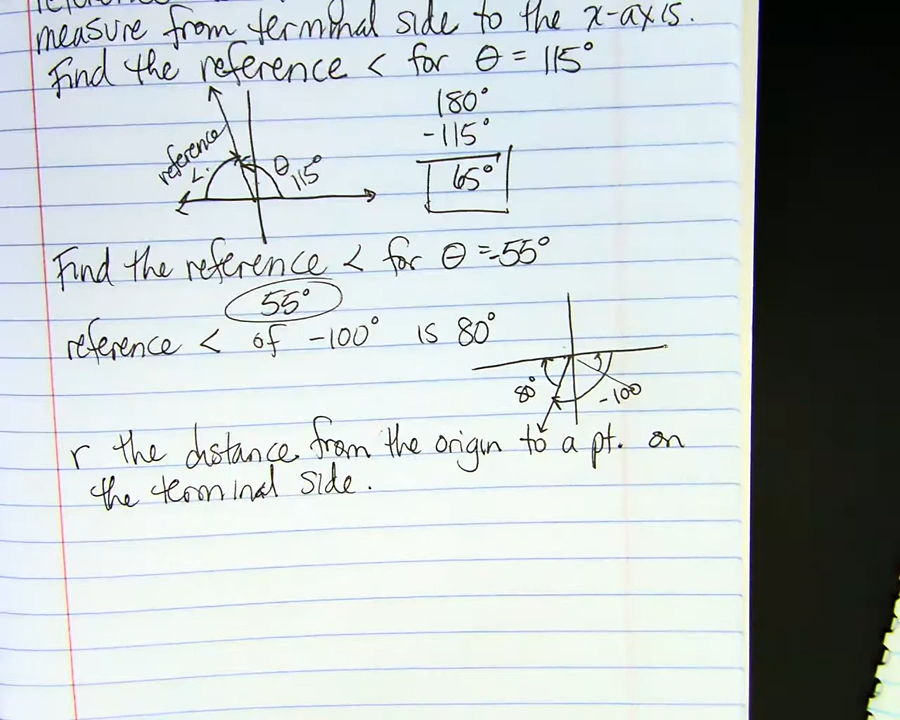 reference
measure from terminal side to the x-axis.
Find the reference < for θ = 115°
180°
-115°
65°
reference
<.
θ
115°
Find the reference < for θ =-55°
55°
reference < of -100° is 80°
80°
-100
r the distance from the origin to a pt. on
the terminal side.